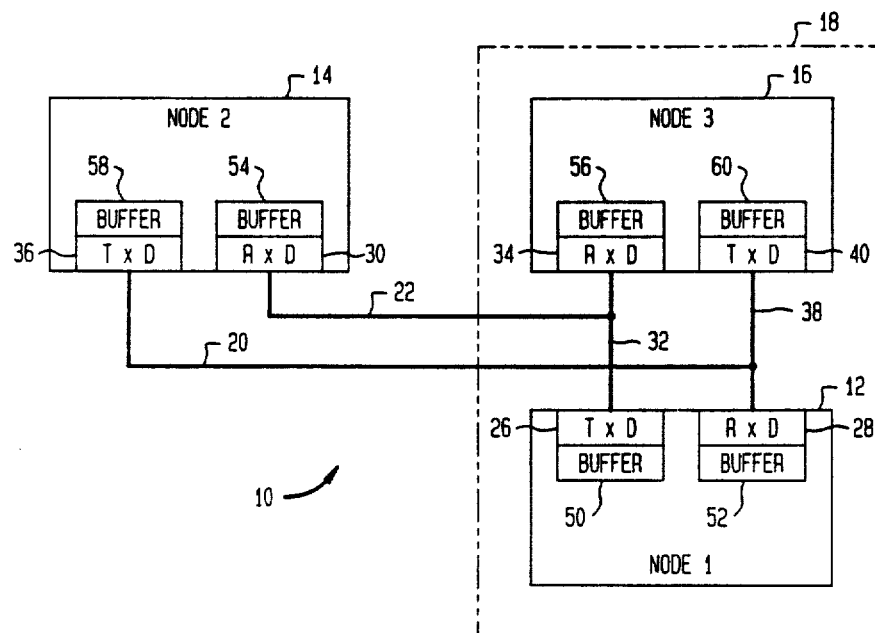 18
14
16
NODE 2
NODE 3
58
54
56
60
BUFFER
BUFFER
BUFFER
BUFFER
36
T x D
R x D
30
34
R x D
T x D
40
22
38
32
20
12
26
T x D
R x D
28
BUFFER
BUFFER
10
50
52
NODE 1